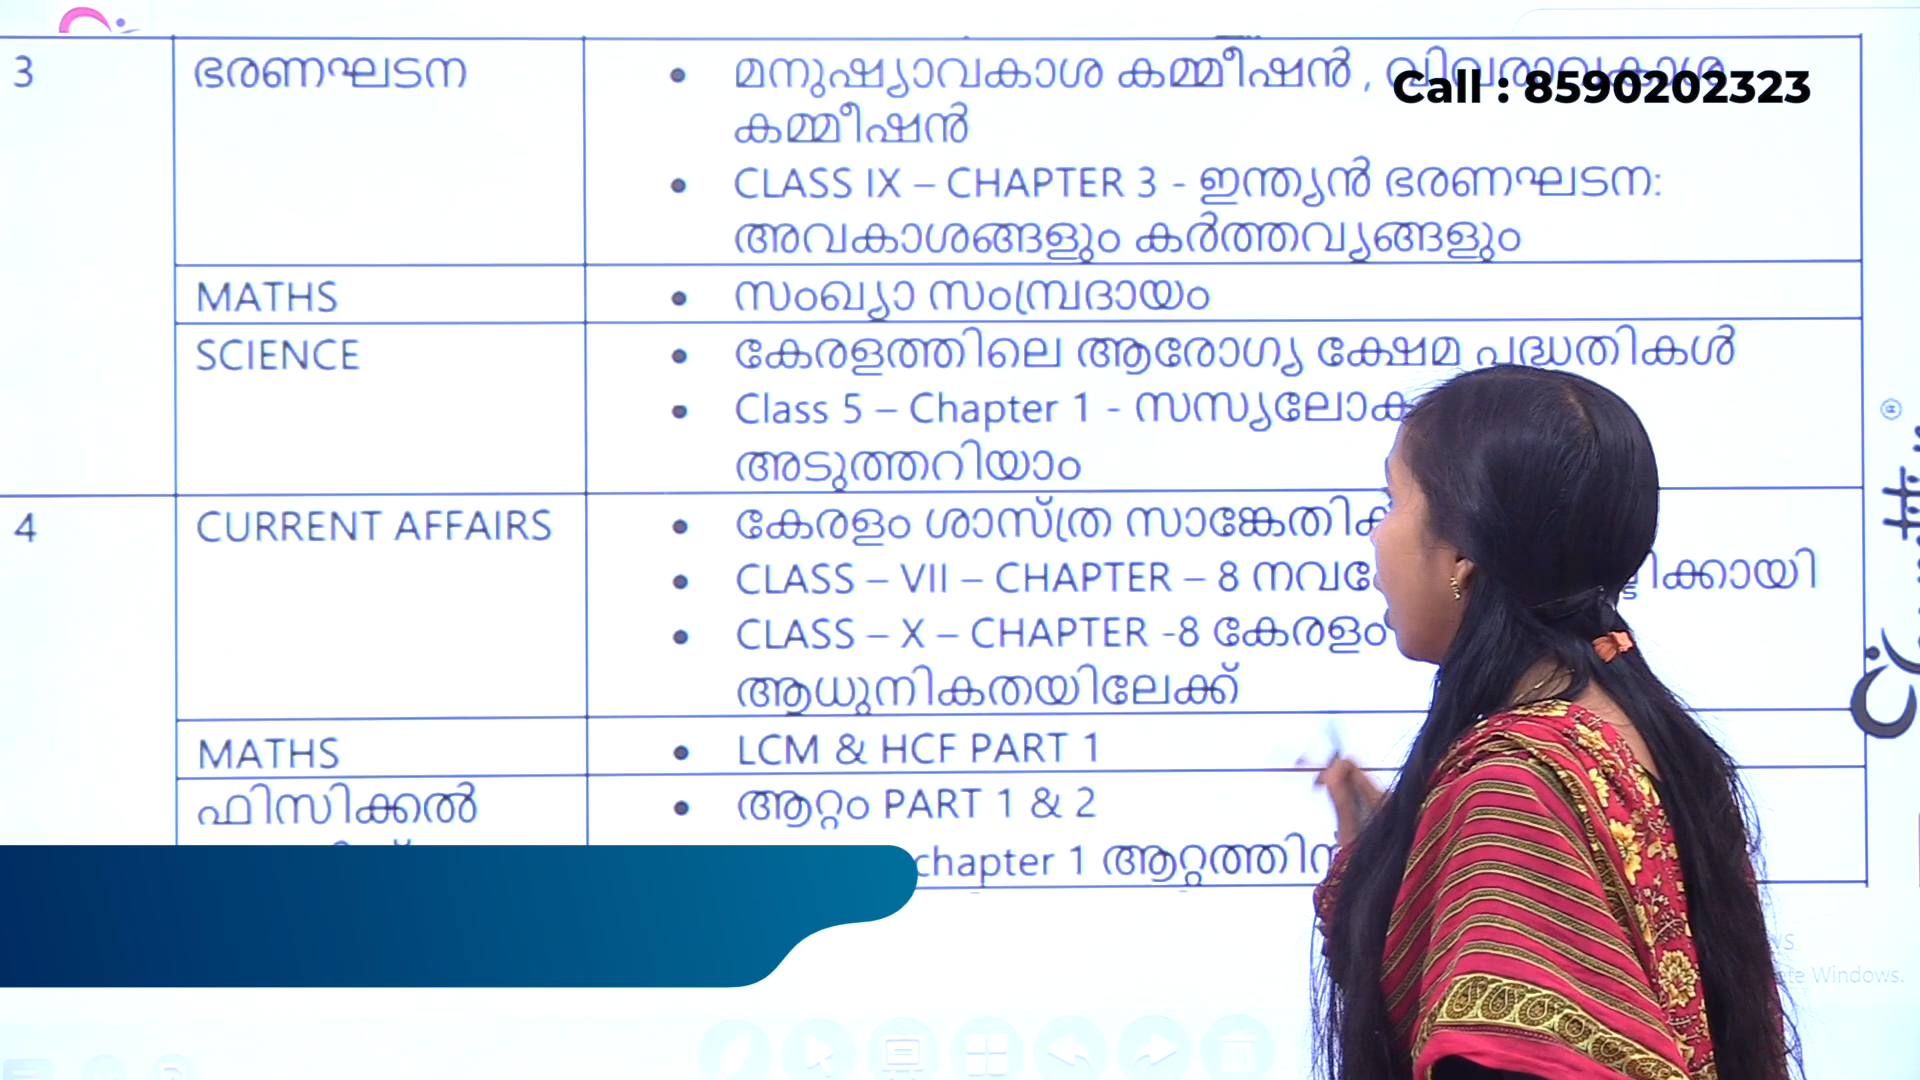 3
ഭരണഘടന
മനുഷ്യാവകാശ കമ്മീഷൻ , വിവരാവകാശ
Call : 8590202323
കമ്മീഷൻ
CLASS IX – CHAPTER 3 - ഇന്ത്യൻ ഭരണഘടന:
അവകാശങ്ങളും കർത്തവ്യങ്ങളും
MATHS
സംഖ്യാ സംമ്പ്രദായം
SCIENCE
കേരളത്തിലെ ആരോഗ്യ ക്ഷേമ പദ്ധതികൾ
Class 5 – Chapter 1 -
അടുത്തറിയാം
4
CURRENT AFFAIRS
കേരളം ശാസ്ത്ര
CLASS – VII – CHAPTER – 8
CLASS – X – CHAPTER -8 കേരളം
ആധുനികതയിലേക്ക്
MATHS
LCM & HCF PART 1
ഫിസിക്കൽ
ആറ്റം PART 1 & 2
chapter 1
Windows.